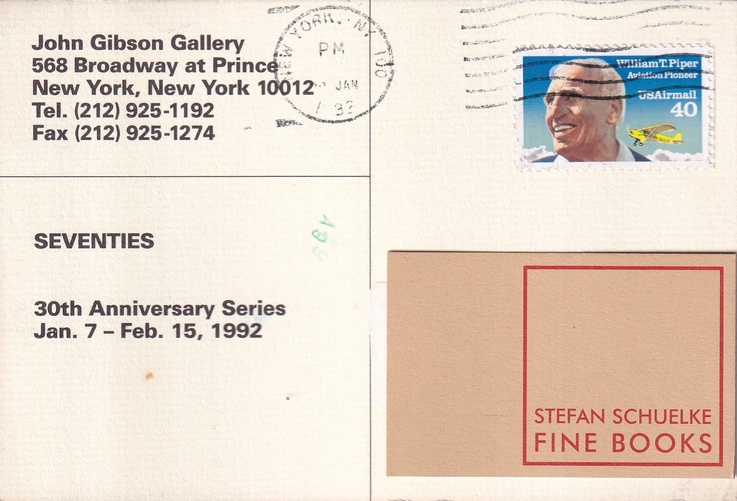 John Gibson Gallery
568 Broadway at Prince
New York, New York 10012
Tel. (212) 925-1192
Fax (212) 925-1274
NEW YORK, NY 100
PM
JAN
William T. Piper
Aviation Pioneer
USAirmail
40
SEVENTIES
30th Anniversary Series
Jan. 7 – Feb. 15, 1992
STEFAN SCHUELKE
FINE BOOKS